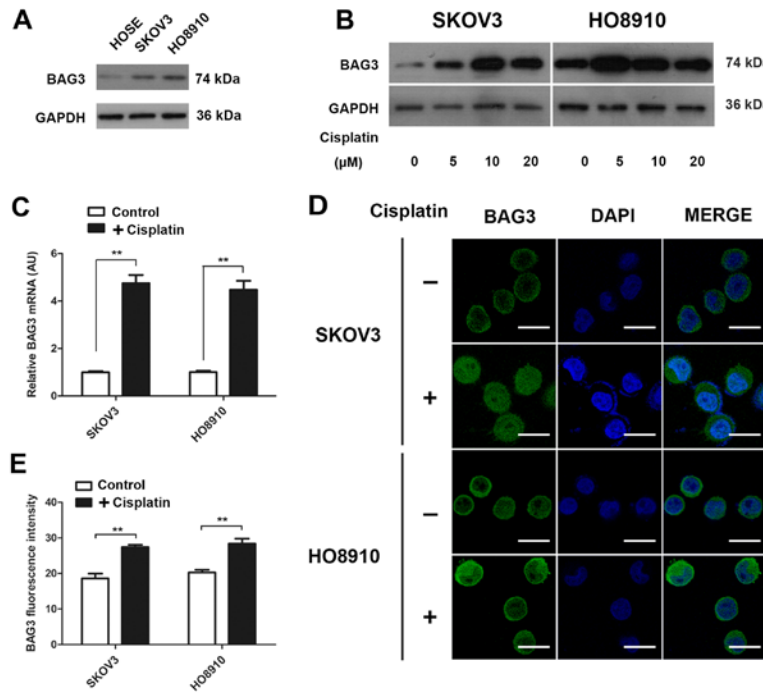 A
HOSE
SKOV3
HO8910
BAG3
74 kDa
GAPDH
36 kDa
B
SKOV3 HO8910
BAG3
74 kDa
GAPDH
36 kDa
Cisplatin
(μM) 0 5 10 20 0 5 10 20
C
Control
+ Cisplatin
Relative BAG3 mRNA (AU)
6
4
2
0
**
**
SKOV3
HO8910
D
Cisplatin BAG3 DAPI MERGE
SKOV3
−
+
HO8910
−
+
E
Control
+ Cisplatin
BAG3 fluorescence intensity
40
30
20
10
0
**
**
SKOV3
HO8910